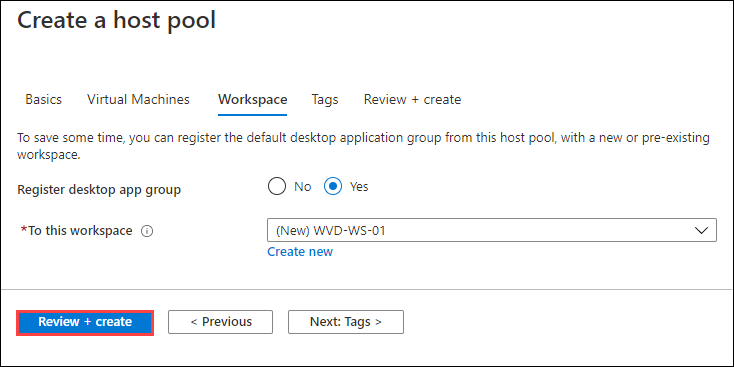 Create a host pool
Basics Virtual Machines Workspace Tags Review + create
To save some time, you can register the default desktop application group from this host pool, with a new or pre-existing
workspace.
Register desktop app group No Yes
*To this workspace (New) WVD-WS-01
Create new
Review + create < Previous Next: Tags >